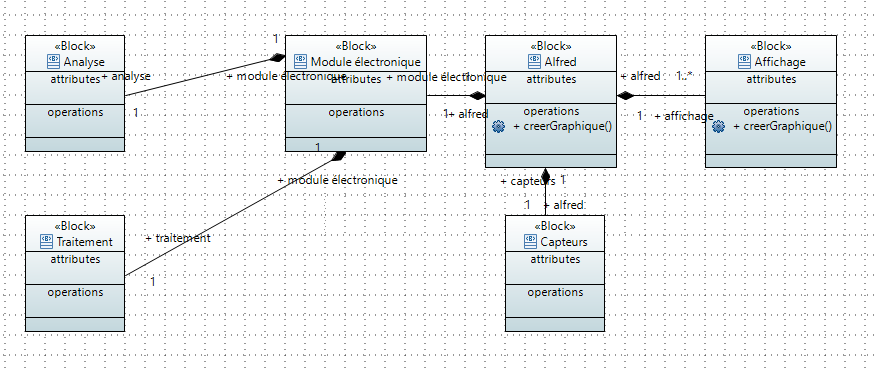 «Block»
Analyse
attributes
operations
+ analyse
1
1
+ module électronique
«Block»
Module électronique
attributes
operations
+ module électronique
1
1
+ alfred
«Block»
Alfred
attributes
operations
+ creerGraphique()
+ alfred
1..*
1
+ affichage
«Block»
Affichage
attributes
operations
+ creerGraphique()
1
+ module électronique
+ traitement
1
«Block»
Traitement
attributes
operations
+ capteurs
1
1
+ alfred
«Block»
Capteurs
attributes
operations